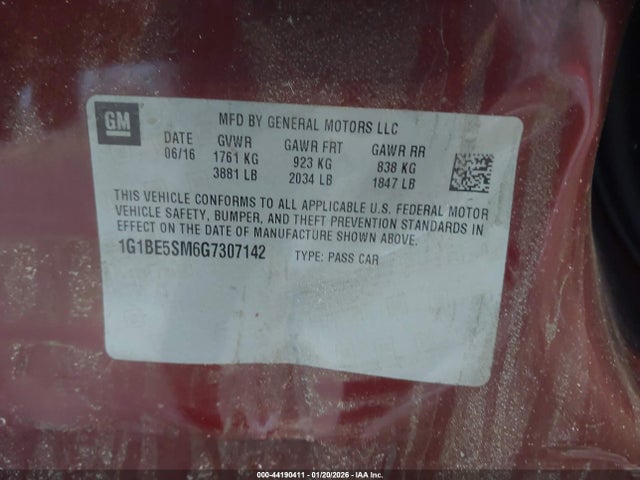 GM
MFD BY GENERAL MOTORS LLC
DATE GVWR GAWR FRT GAWR RR
06/16 1761 KG 923 KG 838 KG
3881 LB 2034 LB 1847 LB
THIS VEHICLE CONFORMS TO ALL APPLICABLE U.S. FEDERAL MOTOR
VEHICLE SAFETY, BUMPER, AND THEFT PREVENTION STANDARDS IN
EFFECT ON THE DATE OF MANUFACTURE SHOWN ABOVE.
1G1BE5SM6G7307142 TYPE: PASS CAR
000-44190411 - 01/20/2026 - IAA, Inc.